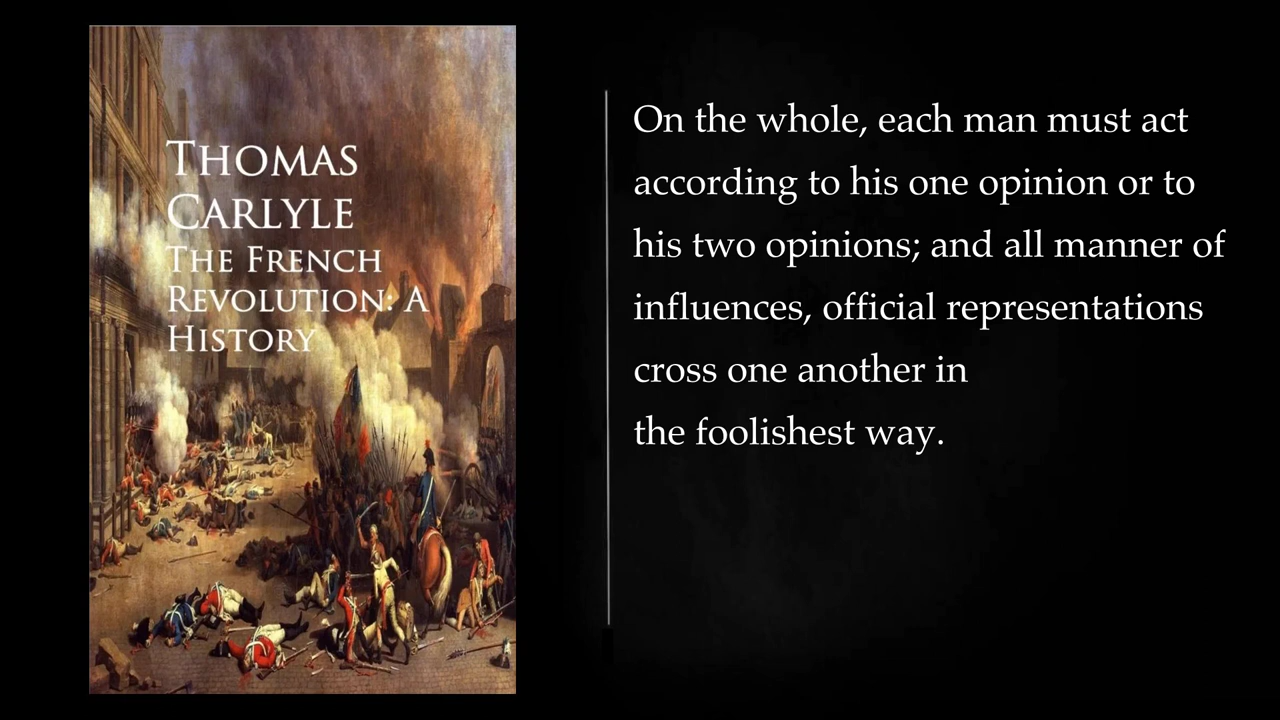 THOMAS
CARLYLE
THE FRENCH
REVOLUTION: A
HISTORY
On the whole, each man must act
according to his one opinion or to
his two opinions; and all manner of
influences, official representations
cross one another in
the foolishest way.